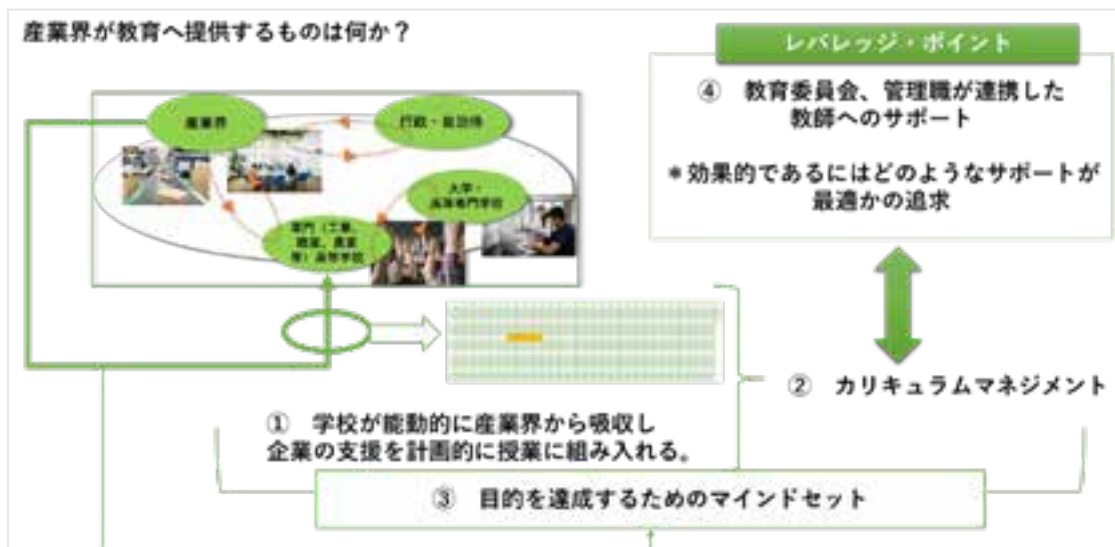 産業界が教育へ提供するものは何か？
レバレッジ・ポイント
④ 教育委員会、管理職が連携した
教師へのサポート
＊効果的であるにはどのようなサポートが
最適かの追求
産業界
行政・自治体
大学・
高等専門学校
専門（工業、
農業
等）高等学校
② カリキュラムマネジメント
① 学校が能動的に産業界から吸収し
企業の支援を計画的に授業に組み入れる。
③ 目的を達成するためのマインドセット